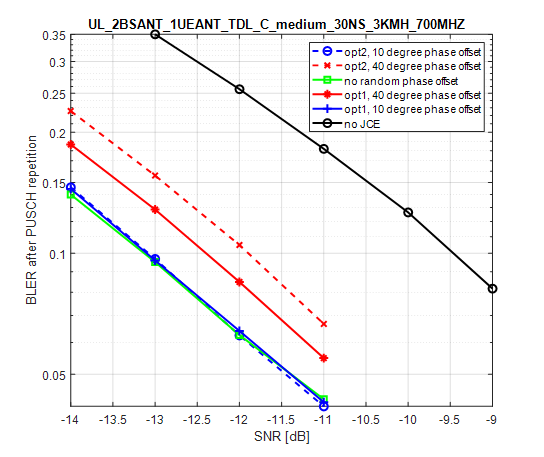 UL_2BSANT_1UEANT_TDL_C_medium_30NS_3KMH_700MHZ
0.35
0.3
0.25
0.2
0.15
0.1
0.05
BLER after PUSCH repetition
opt2, 10 degree phase offset
opt2, 40 degree phase offset
no random phase offset
opt1, 40 degree phase offset
opt1, 10 degree phase offset
no JCE
-14 -13.5 -13 -12.5 -12 -11.5 -11 -10.5 -10 -9.5 -9
SNR [dB]